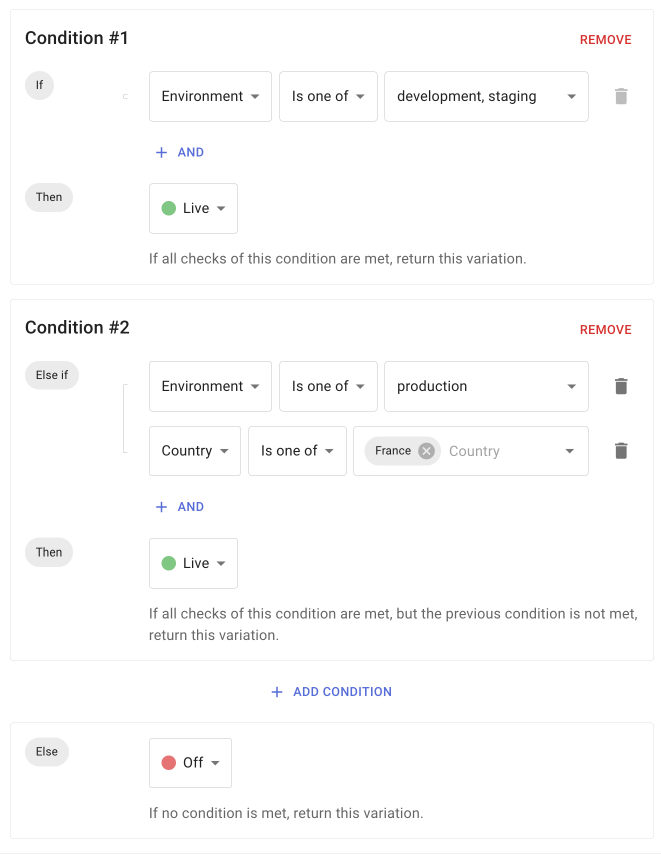 Condition #1
REMOVE
If
Environment
Is one of
development, staging
+ AND
Then
Live
If all checks of this condition are met, return this variation.
Condition #2
REMOVE
Else if
Environment
Is one of
production
Country
Is one of
France
Country
+ AND
Then
Live
If all checks of this condition are met, but the previous condition is not met,
return this variation.
+ ADD CONDITION
Else
Off
If no condition is met, return this variation.